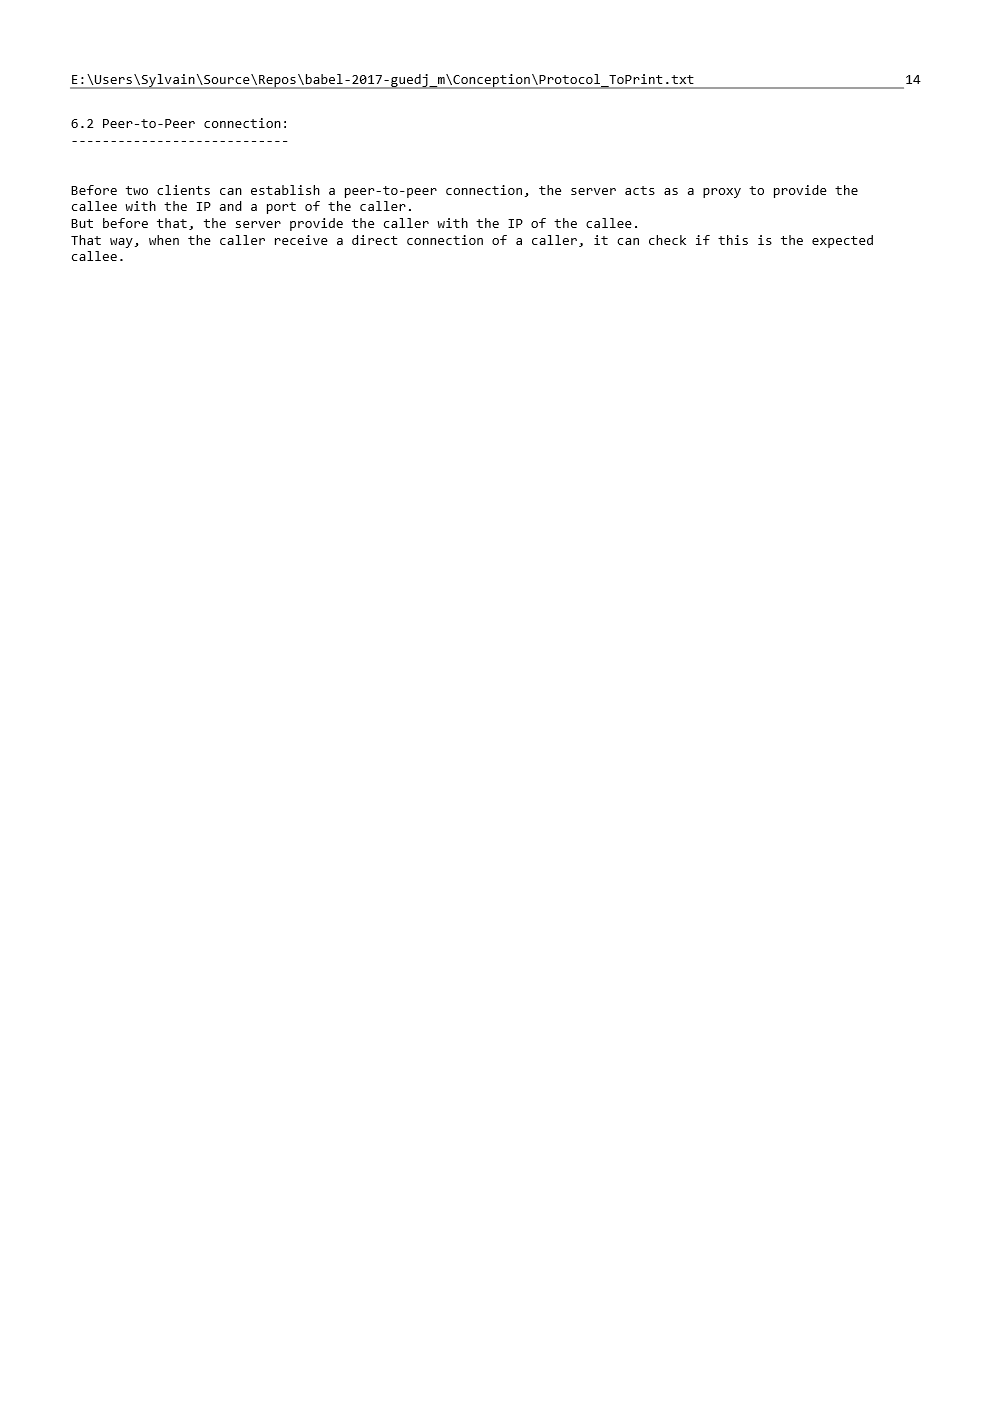 E:\Users\Sylvain\Source\Repos\babel-2017-guedj_m\Conception\Protocol_ToPrint.txt 14
6.2 Peer-to-Peer connection:
----------------------------
Before two clients can establish a peer-to-peer connection, the server acts as a proxy to provide the
callee with the IP and a port of the caller.
But before that, the server provide the caller with the IP of the callee.
That way, when the caller receive a direct connection of a caller, it can check if this is the expected
callee.